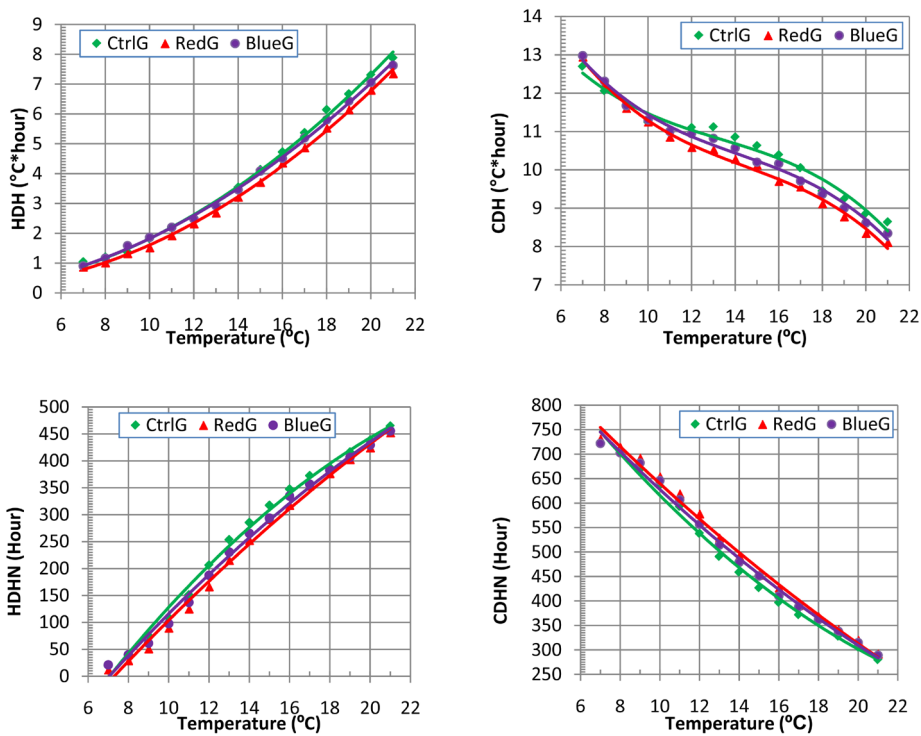 9
8
7
6
5
4
3
2
1
0
HDH (°C*hour)
CtrlG RedG BlueG
6 8 10 12 14 16 18 20 22
Temperature (ºC)
14
13
12
11
10
9
8
7
CDH (°C*hour)
CtrlG RedG BlueG
6 8 10 12 14 16 18 20 22
Temperature (ºC)
500
450
400
350
300
250
200
150
100
50
0
HDHN (Hour)
CtrlG RedG BlueG
6 8 10 12 14 16 18 20 22
Temperature (ºC)
800
750
700
650
600
550
500
450
400
350
300
250
CDHN (Hour)
CtrlG RedG BlueG
6 8 10 12 14 16 18 20 22
Temperature (ºC)